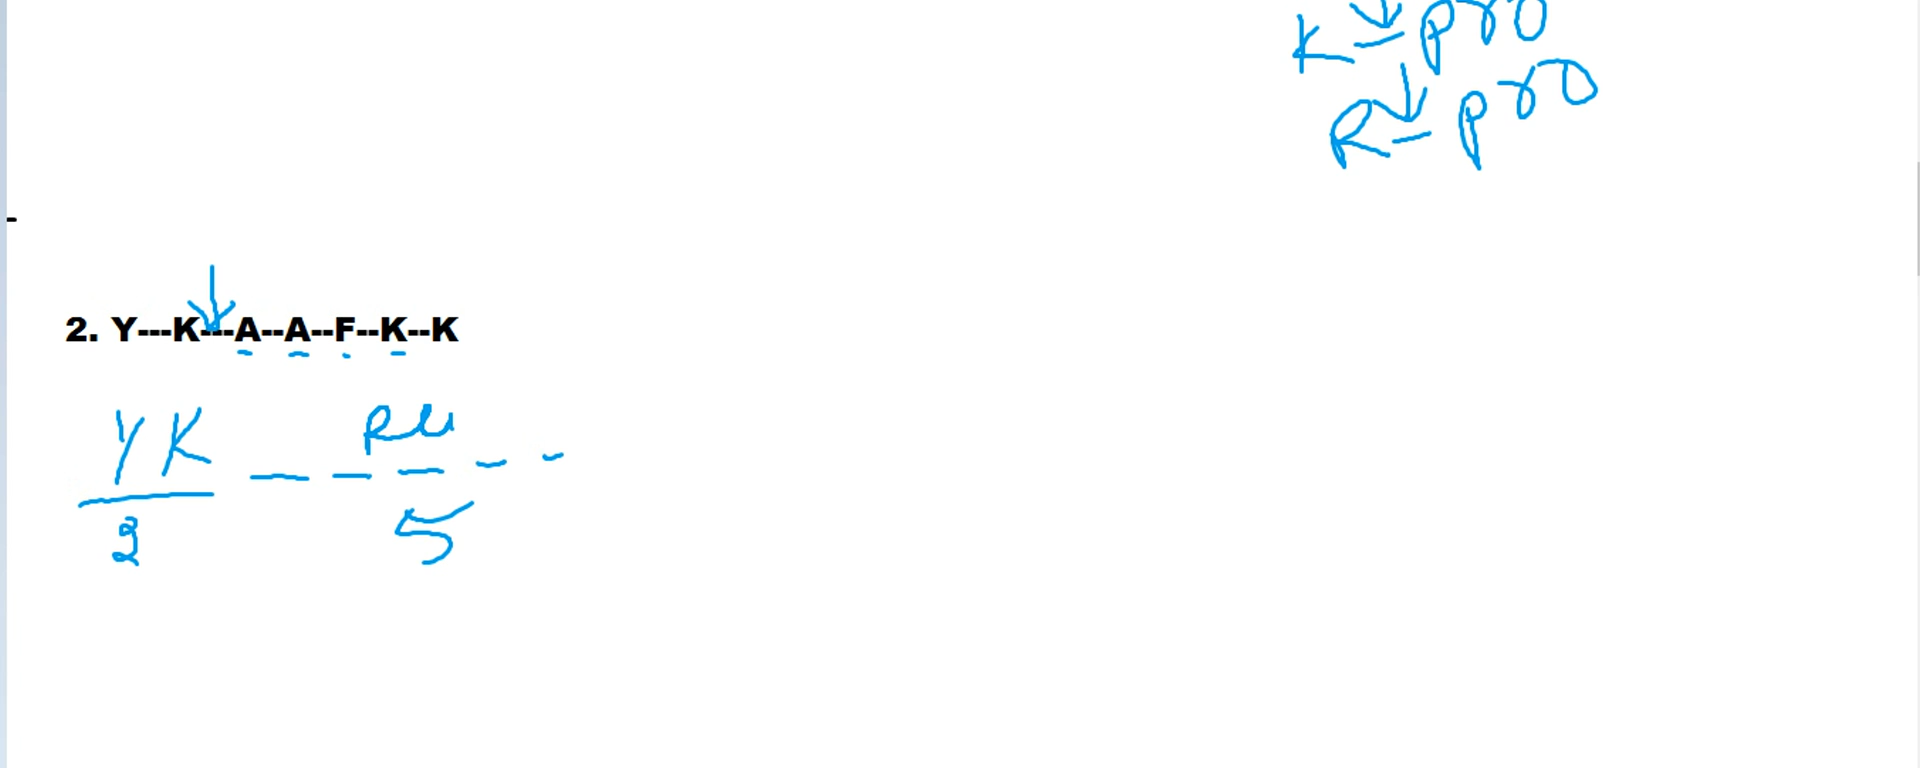 K - pro
R - pro
2. Y---K---A--A--F--K--K
YK — — — - -
2 5